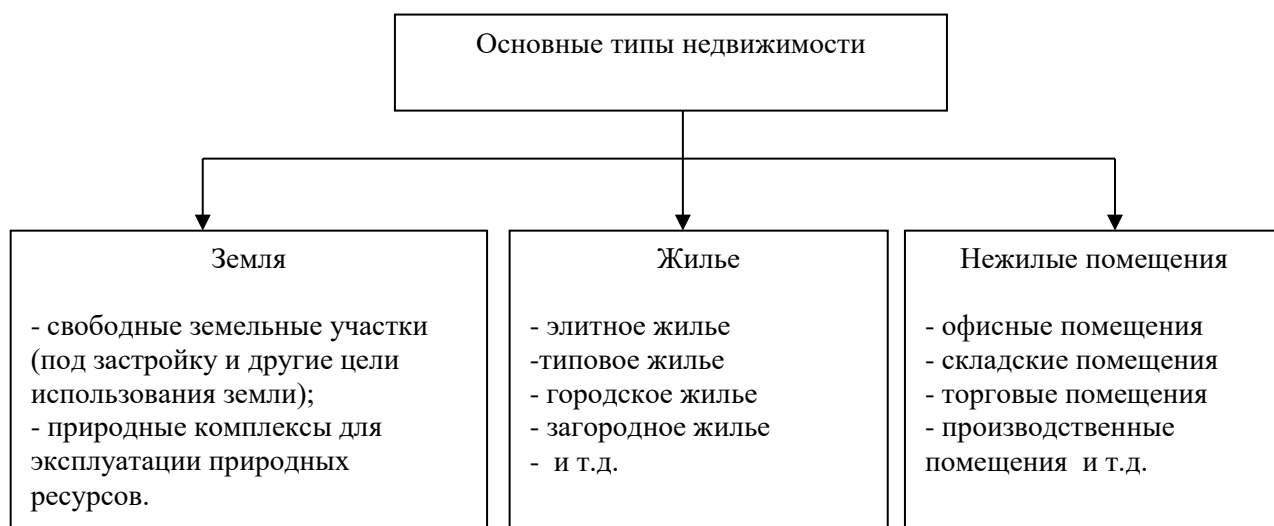 Основные типы недвижимости
Земля
- свободные земельные участки
(под застройку и другие цели
использования земли);
- природные комплексы для
эксплуатации природных
ресурсов.
Жилье
- элитное жилье
-типовое жилье
- городское жилье
- загородное жилье
- и т.д.
Нежилые помещения
- офисные помещения
- складские помещения
- торговые помещения
- производственные
помещения и т.д.